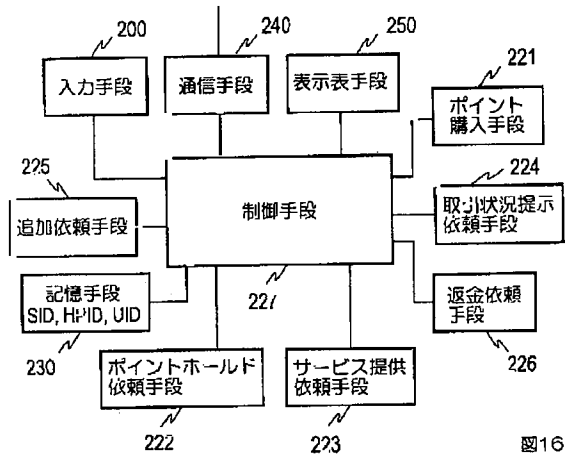 200
240
250
221
入力手段
通信手段
表示表手段
ポイント
購入手段
225
224
追加依頼手段
制御手段
取引状況提示
依頼手段
記憶手段
SID, HPID, UID
227
返金依頼
手段
230
226
ポイントホールド
依頼手段
サービス提供
依頼手段
222
223
図16